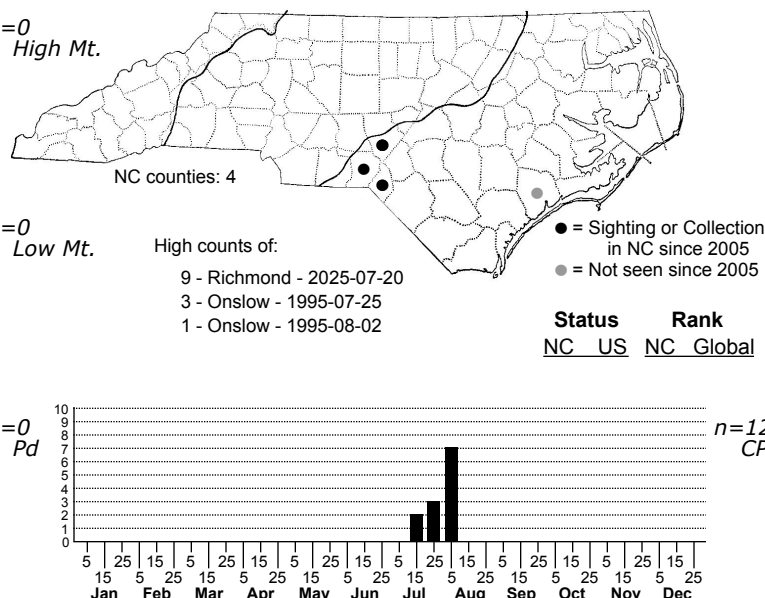 =0
High Mt.
NC counties: 4
=0
Low Mt.
High counts of:
9 - Richmond - 2025-07-20
3 - Onslow - 1995-07-25
1 - Onslow - 1995-08-02
● = Sighting or Collection
in NC since 2005
● = Not seen since 2005
Status Rank
NC US NC Global
=0
Pd
n=12
CP
10
9
8
7
6
5
4
3
2
1
0
5 25 15 5 25 15 5 25 15 5 25 15 5 25 15 5 25 15
15 5 25 15 5 25 15 5 25 15 5 25 15 5 25 15 5 25
Jan Feb Mar Apr May Jun Jul Aug Sep Oct Nov Dec